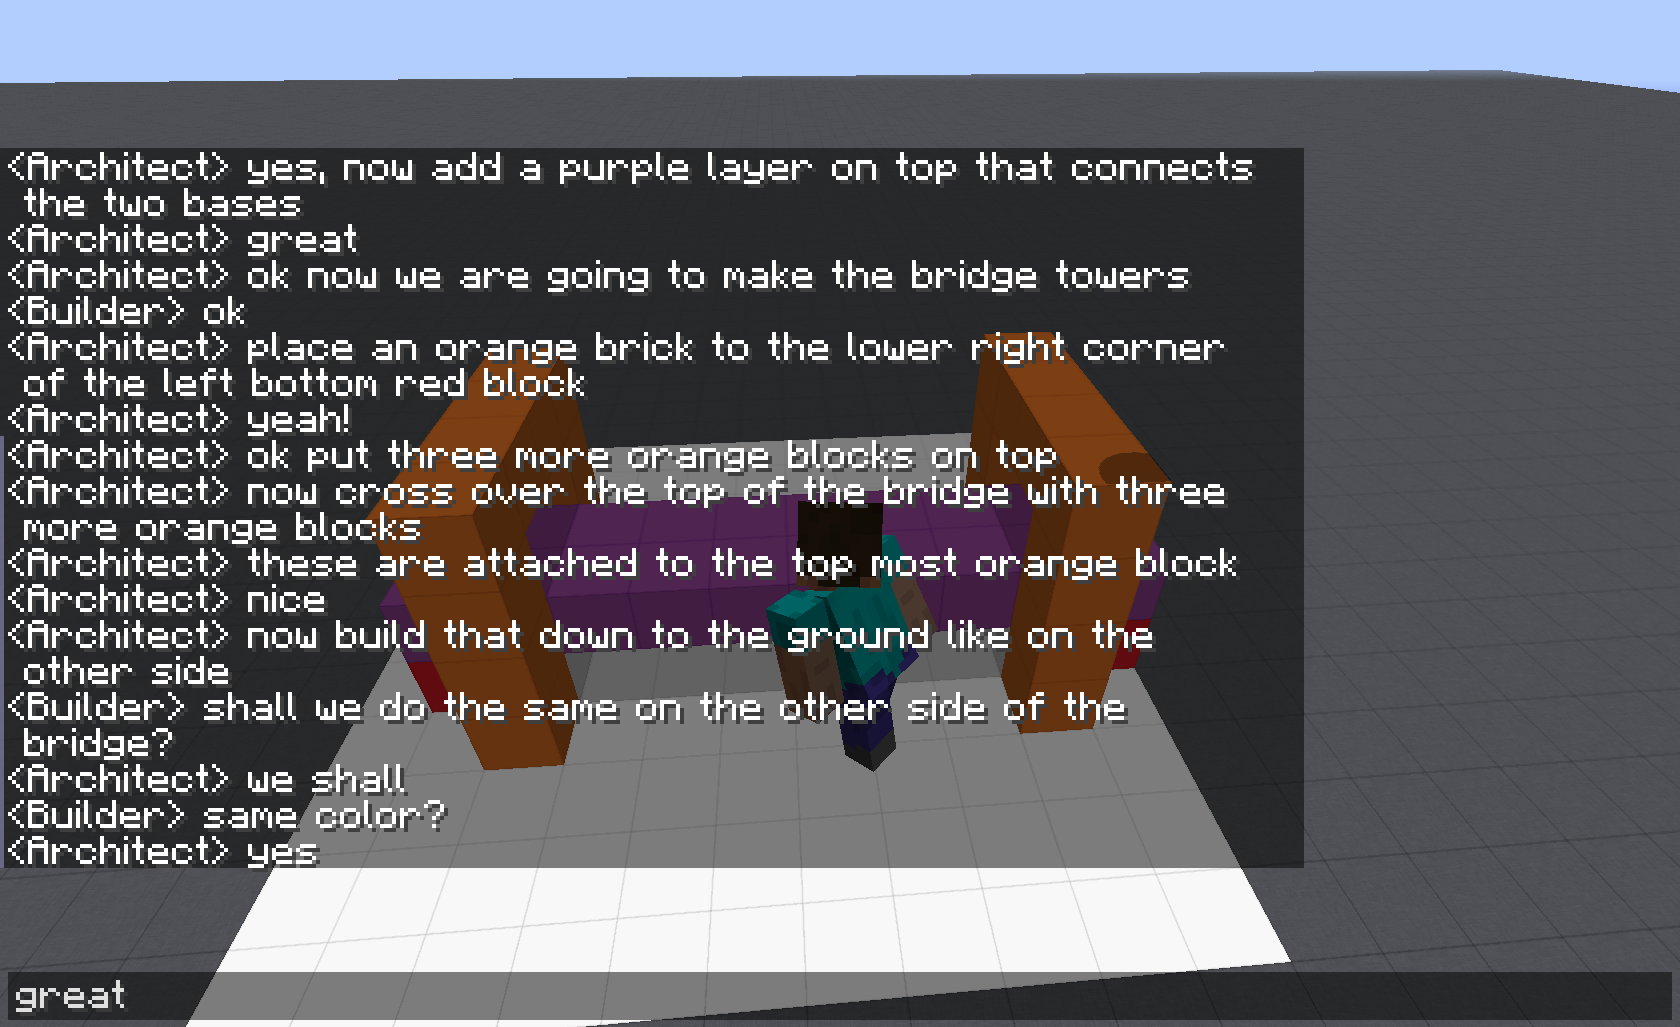 <Architect> yes, now add a purple layer on top that connects
the two bases
<Architect> great
<Architect> ok now we are going to make the bridge towers
<Builder> ok
<Architect> place an orange brick to the lower right corner
of the left bottom red block
<Architect> yeah!
<Architect> ok put three more orange blocks on top
<Architect> now cross over the top of the bridge with three
more orange blocks
<Architect> these are attached to the top most orange block
<Architect> nice
<Architect> now build that down to the ground like on the
other side
<Builder> shall we do the same on the other side of the
bridge?
<Architect> we shall
<Builder> same color?
<Architect> yes
great